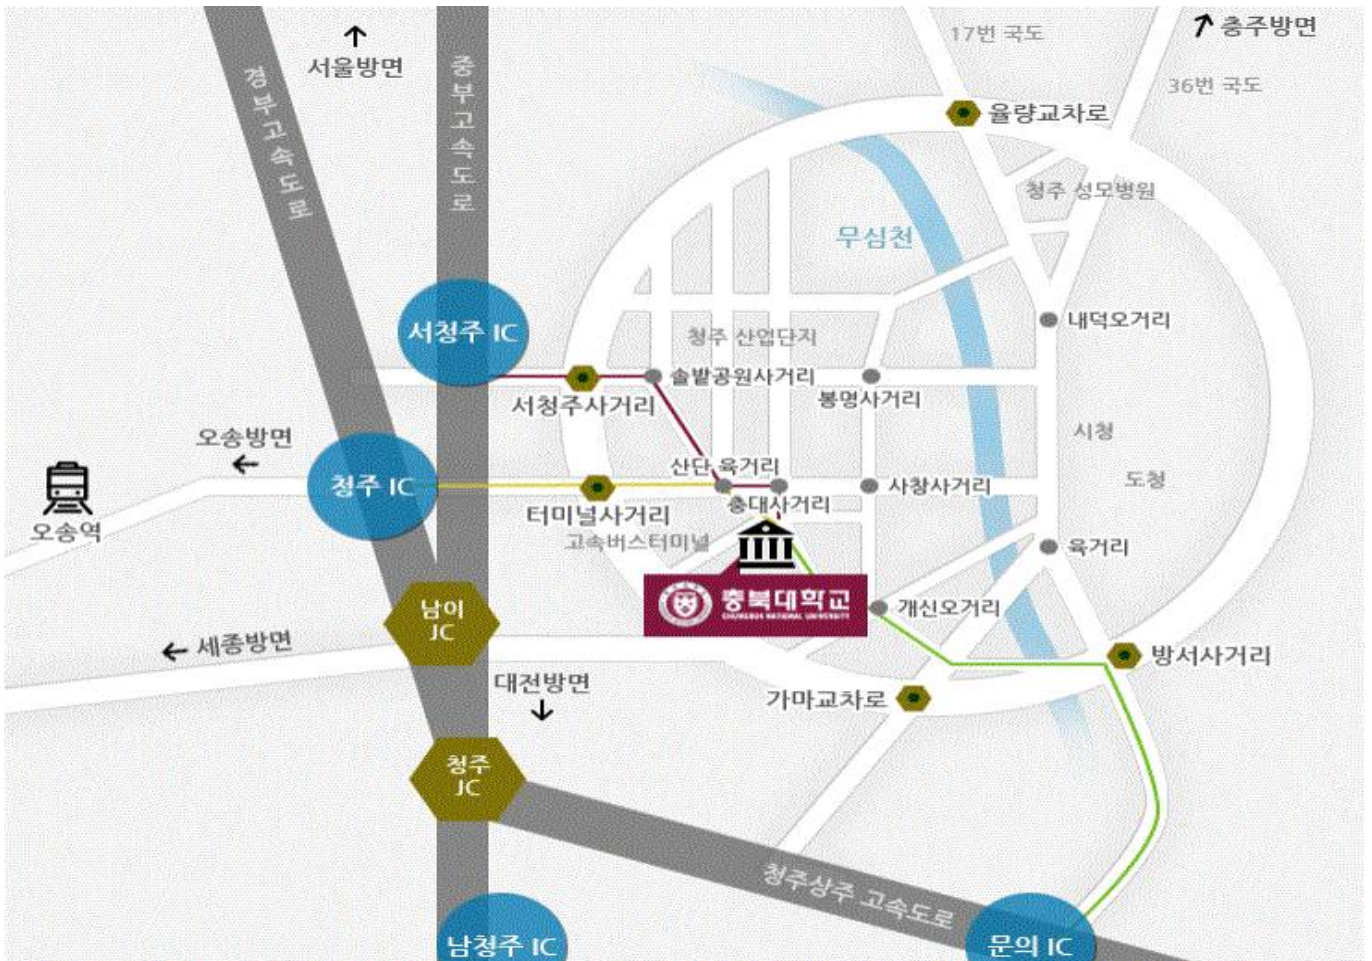 17번 국도
충주방면
서울방면
36번 국도
경부고속도로
중부고속도로
율량교차로
청주 성모병원
무심천
서청주 IC
내덕오거리
청주 산업단지
솔밭공원사거리
서청주사거리
봉명사거리
오송방면
시청
산단 육거리
도청
청주 IC
사창사거리
충대사거리
터미널사거리
오송역
고속버스터미널
육거리
충북대학교
CHUNGBUK NATIONAL UNIVERSITY
개신오거리
남이
JC
세종방면
방서사거리
대전방면
가마교차로
청주
JC
청주상주 고속도로
남청주 IC
문의 IC